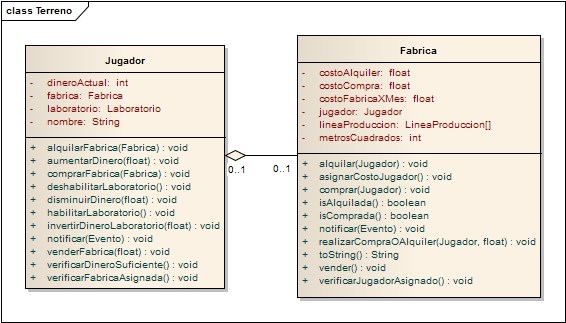 class Terreno
Jugador
- dineroActual: int
- fabrica: Fabrica
- laboratorio: Laboratorio
- nombre: String
+ alquilarFabrica(Fabrica) : void
+ aumentarDinero(float) : void
+ comprarFabrica(Fabrica) : void
+ deshabilitarLaboratorio() : void
+ disminuirDinero(float) : void
+ habilitarLaboratorio() : void
+ invertirDineroLaboratorio(float) : void
+ notificar(Evento) : void
+ venderFabrica(float) : void
+ verificarDineroSuficiente() : void
+ verificarFabricaAsignada() : void
0..1
0..1
Fabrica
- costoAlquiler: float
- costoCompra: float
- costoFabricaXMes: float
- jugador: Jugador
- lineaProduccion: LineaProduccion[]
- metrosCuadrados: int
+ alquilar(Jugador) : void
+ asignarCostoJugador() : void
+ comprar(Jugador) : void
+ isAlquilada() : boolean
+ isComprada() : boolean
+ notificar(Evento) : void
+ realizarCompraOAlquiler(Jugador, float) : void
+ toString() : String
+ vender() : void
+ verificarJugadorAsignado() : void